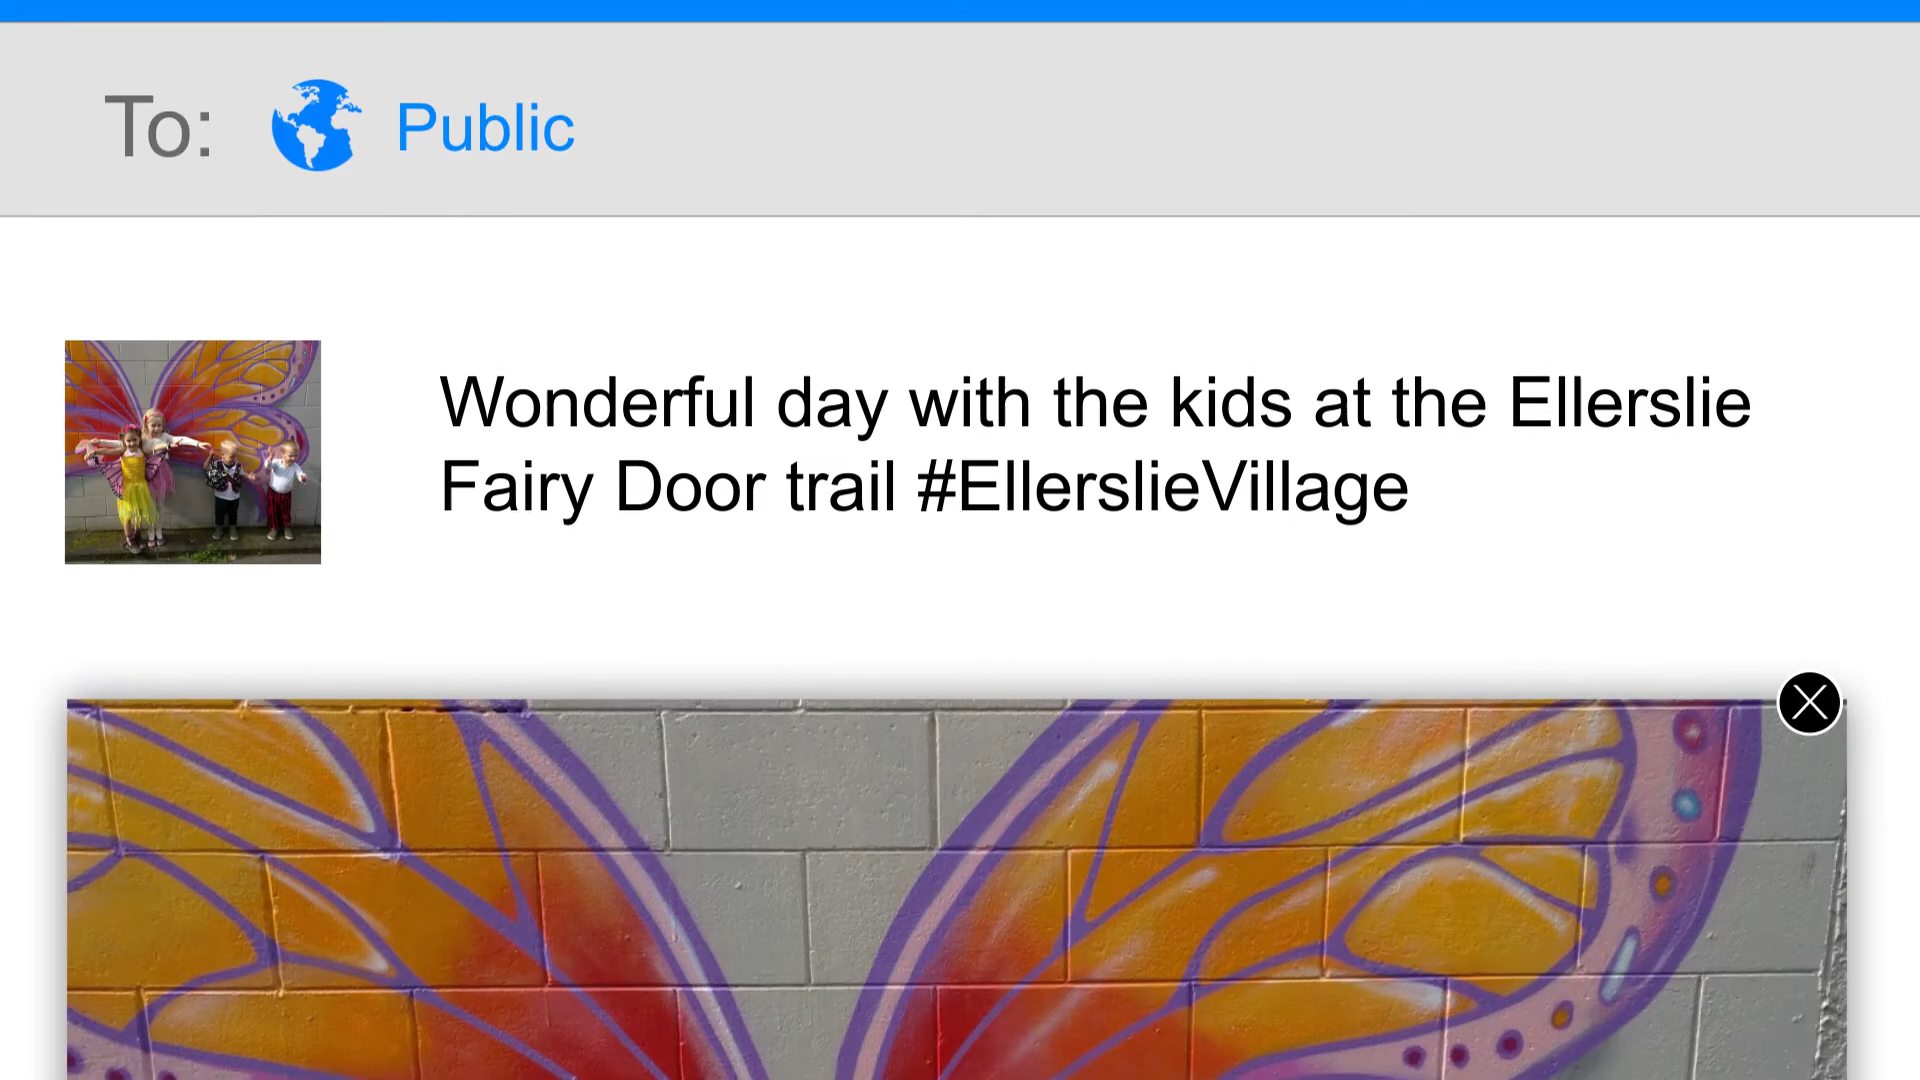 To: Public
Wonderful day with the kids at the Ellerslie
Fairy Door trail #EllerslieVillage